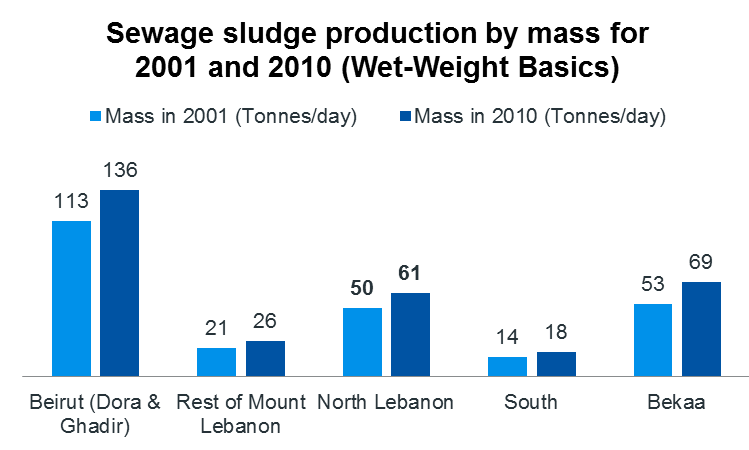 Sewage sludge production by mass for
2001 and 2010 (Wet-Weight Basics)
Mass in 2001 (Tonnes/day) Mass in 2010 (Tonnes/day)
113 136
21 26
50 61
14 18
53 69
Beirut (Dora &
Ghadir)
Rest of Mount
Lebanon
North Lebanon
South
Bekaa